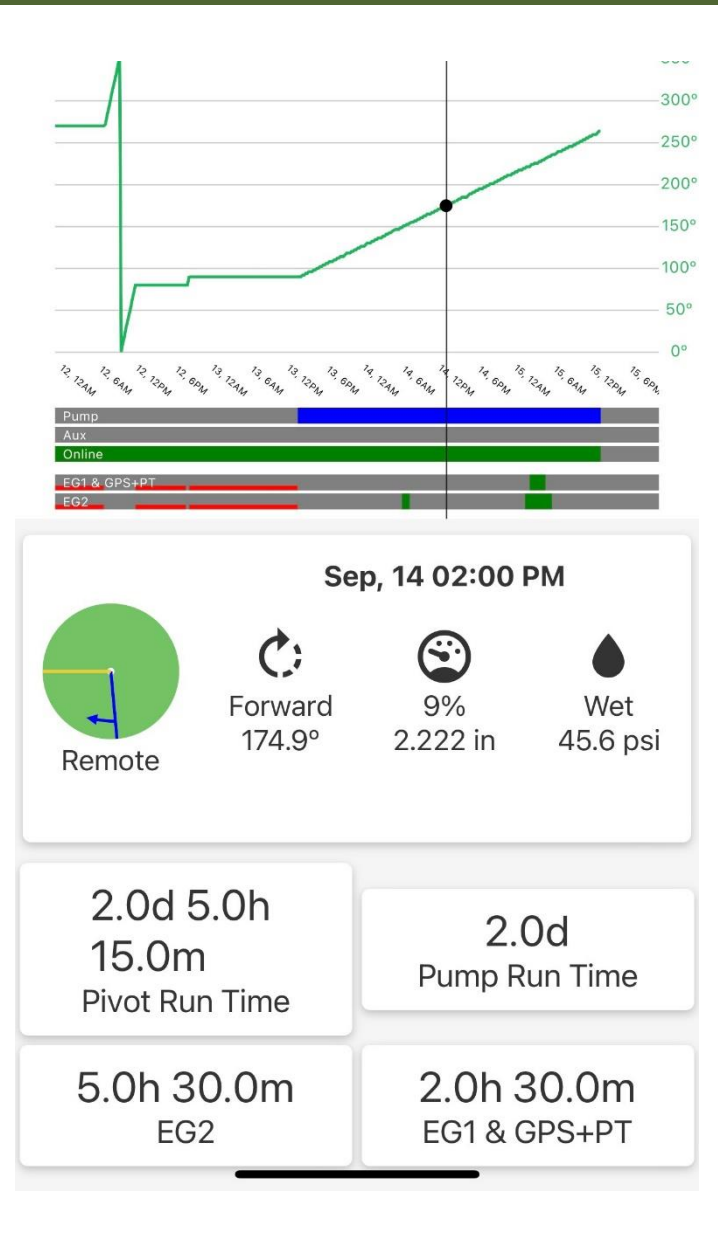 300°
250°
200°
150°
100°
50°
0°
12, 12AM 12, 6AM 12, 12PM 12, 6PM 13, 12AM 13, 6AM 13, 12PM 13, 6PM 14, 12AM 14, 6AM 14, 12PM 14, 6PM 15, 12AM 15, 6AM 15, 12PM 15, 6PM
Pump
Aux
Online
EG1 & GPS+PT
EG2
Sep, 14 02:00 PM
Forward 9% Wet
174.9° 2.222 in 45.6 psi
Remote
2.0d 5.0h
15.0m
Pivot Run Time
2.0d
Pump Run Time
5.0h 30.0m
EG2
2.0h 30.0m
EG1 & GPS+PT